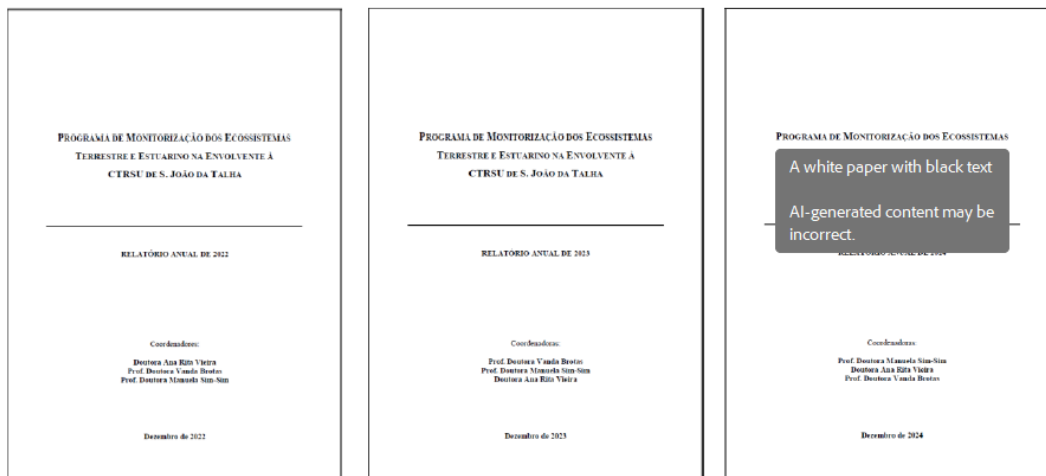 PROGRAMA DE MONITORIZAÇÃO DOS ECOSSISTEMAS
TERRESTRE E ESTUARINO NA ENVOLVENTE À
CTRSU DE S. JOÃO DA TALHA
RELATÓRIO ANUAL DE 2022
Coordenadores:
Doutora Ana Rita Vieira
Prof. Doutora Vanda Brotas
Prof. Doutora Manuela Sim-Sim
Dezembro de 2022
PROGRAMA DE MONITORIZAÇÃO DOS ECOSSISTEMAS
TERRESTRE E ESTUARINO NA ENVOLVENTE À
CTRSU DE S. JOÃO DA TALHA
RELATÓRIO ANUAL DE 2023
Coordenadoras:
Prof. Doutora Vanda Brotas
Prof. Doutora Manuela Sim-Sim
Doutora Ana Rita Vieira
Dezembro de 2023
PROGRAMA DE MONITORIZAÇÃO DOS ECOSSISTEMAS
A white paper with black text
AI-generated content may be
incorrect.
RELATÓRIO ANUAL DE 2024
Coordenadoras:
Prof. Doutora Manuela Sim-Sim
Doutora Ana Rita Vieira
Prof. Doutora Vanda Brotas
Dezembro de 2024